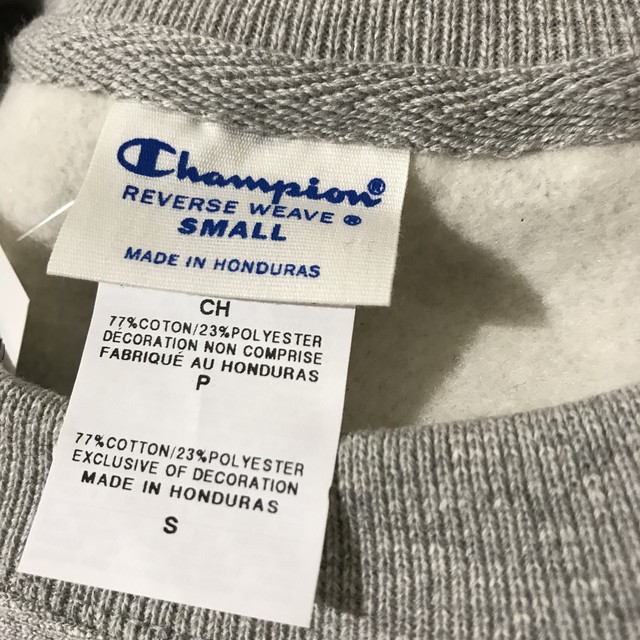 Champion®
REVERSE WEAVE ®
SMALL
MADE IN HONDURAS
CH
77%COTON/23%POLYESTER
DÉCORATION NON COMPRISE
FABRIQUÉ AU HONDURAS
P
77%COTTON/23%POLYESTER
EXCLUSIVE OF DECORATION
MADE IN HONDURAS
S